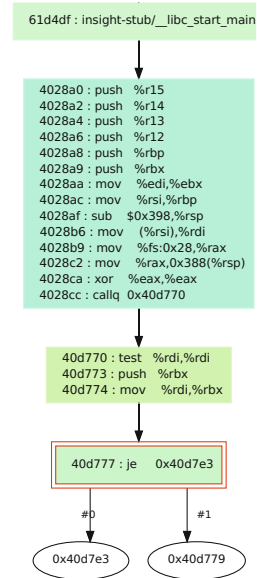 61d4df : insight-stub/__libc_start_main
4028a0 : push %r15
4028a2 : push %r14
4028a4 : push %r13
4028a6 : push %r12
4028a8 : push %rbp
4028a9 : push %rbx
4028aa : mov %edi,%ebx
4028ac : mov %rsi,%rbp
4028af : sub $0x398,%rsp
4028b6 : mov (%rsi),%rdi
4028b9 : mov %fs:0x28,%rax
4028c2 : mov %rax,0x388(%rsp)
4028ca : xor %eax,%eax
4028cc : callq 0x40d770
40d770 : test %rdi,%rdi
40d773 : push %rbx
40d774 : mov %rdi,%rbx
40d777 : je 0x40d7e3
#0 #1
0x40d7e3 0x40d779